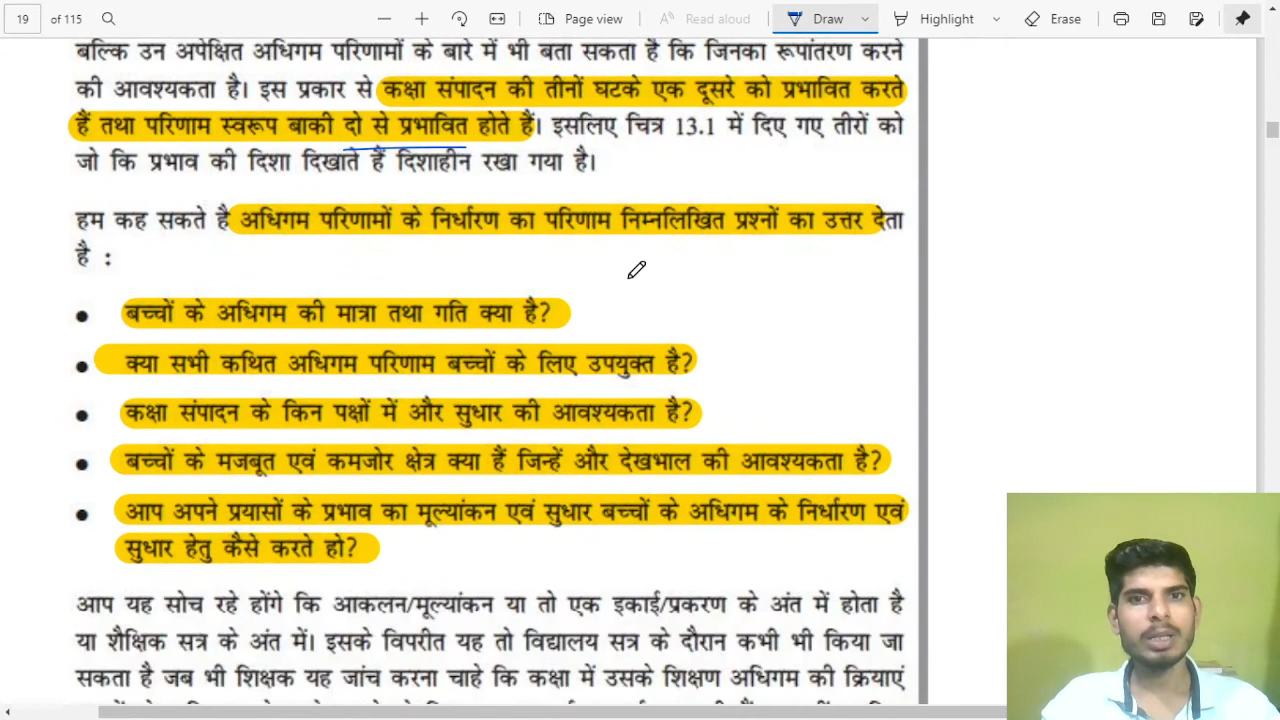 19 of 115 Page view Read aloud Draw Highlight Erase
बल्कि उन अपेक्षित अधिगम परिणामों के बारे में भी बता सकता है कि जिनका रूपांतरण करने
की आवश्यकता है। इस प्रकार से कक्षा संपादन की तीनों घटके एक दूसरे को प्रभावित करते
हैं तथा परिणाम स्वरूप बाकी दो से प्रभावित होते हैं। इसलिए चित्र 13.1 में दिए गए तीरों को
जो कि प्रभाव की दिशा दिखाते हैं दिशाहीन रखा गया है।
हम कह सकते है अधिगम परिणामों के निर्धारण का परिणाम निम्नलिखित प्रश्नों का उत्तर देता
है :
● बच्चों के अधिगम की मात्रा तथा गति क्या है?
● क्या सभी कथित अधिगम परिणाम बच्चों के लिए उपयुक्त है?
● कक्षा संपादन के किन पक्षों में और सुधार की आवश्यकता है?
● बच्चों के मजबूत एवं कमजोर क्षेत्र क्या हैं जिन्हें और देखभाल की आवश्यकता है?
● आप अपने प्रयासों के प्रभाव का मूल्यांकन एवं सुधार बच्चों के अधिगम के निर्धारण एवं
सुधार हेतु कैसे करते हो?
आप यह सोच रहे होंगे कि आकलन/मूल्यांकन या तो एक इकाई/प्रकरण के अंत में होता है
या शैक्षिक सत्र के अंत में। इसके विपरीत यह तो विद्यालय सत्र के दौरान कभी भी किया जा
सकता है जब भी शिक्षक यह जांच करना चाहे कि कक्षा में उसके शिक्षण अधिगम की क्रियाएं